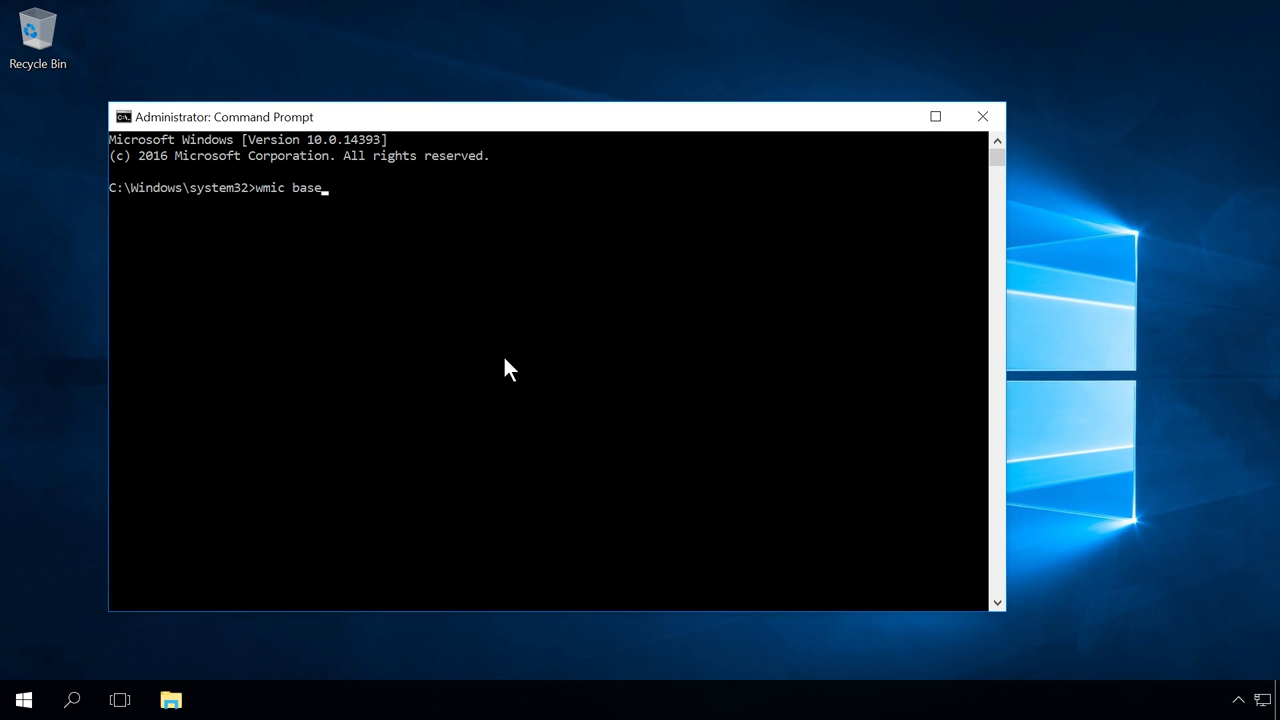 Recycle Bin
Administrator: Command Prompt
Microsoft Windows [Version 10.0.14393]
(c) 2016 Microsoft Corporation. All rights reserved.
C:\Windows\system32>wmic base